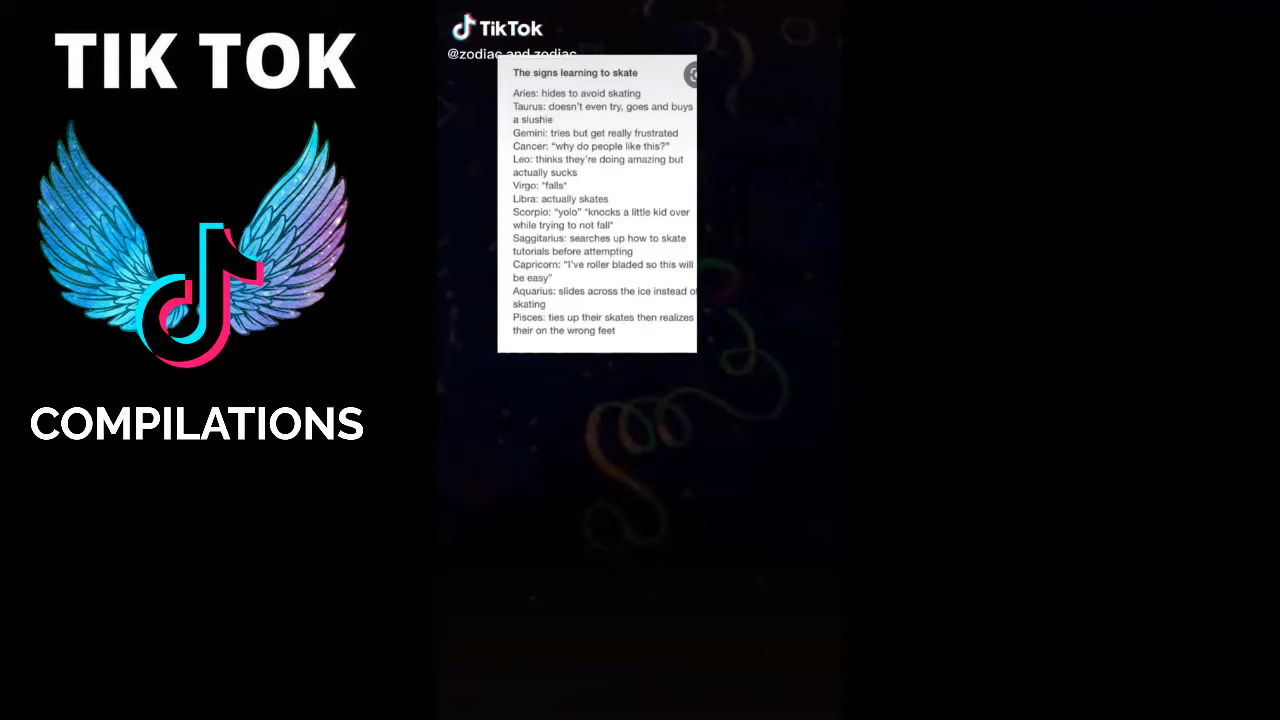 TIK TOK
COMPILATIONS
TikTok
@zodiac and zodiac
The signs learning to skate
Aries: hides to avoid skating
Taurus: doesn't even try, goes and buys
a slushie
Gemini: tries but get really frustrated
Cancer: “why do people like this?”
Leo: thinks they're doing amazing but
actually sucks
Virgo: *falls*
Libra: actually skates
Scorpio: “yolo” *knocks a little kid over
while trying to not fall*
Saggitarius: searches up how to skate
tutorials before attempting
Capricorn: “I've roller bladed so this will
be easy”
Aquarius: slides across the ice instead of
skating
Pisces: ties up their skates then realizes
their on the wrong feet